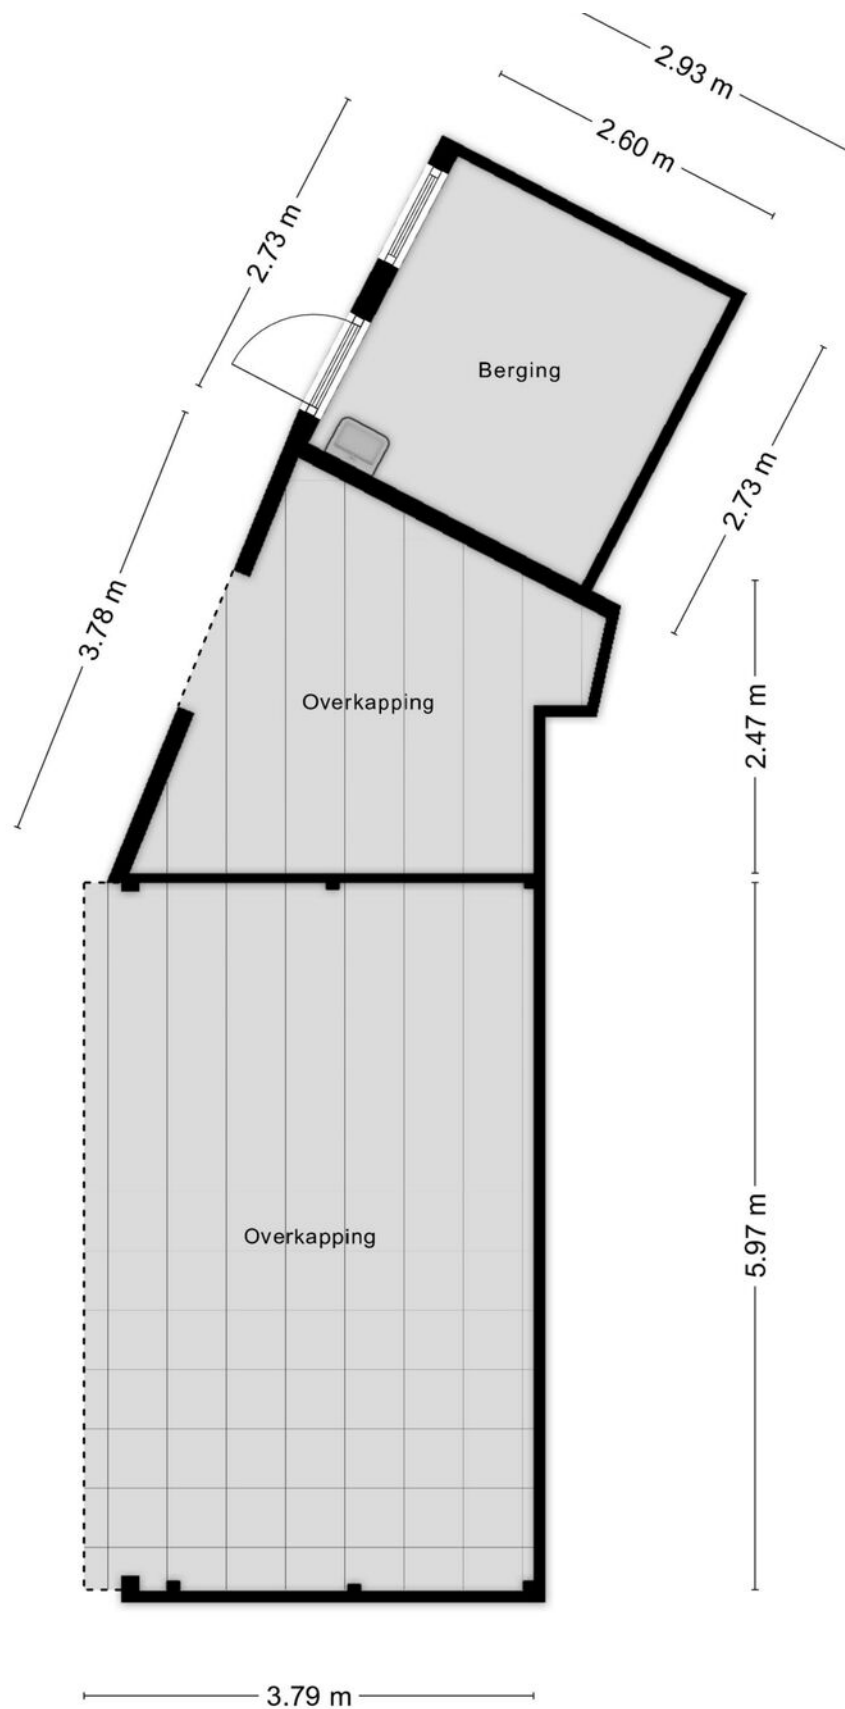 2.93 m
2.60 m
2.73 m
Berging
2.73 m
3.78 m
Overkapping
2.47 m
5.97 m
Overkapping
3.79 m